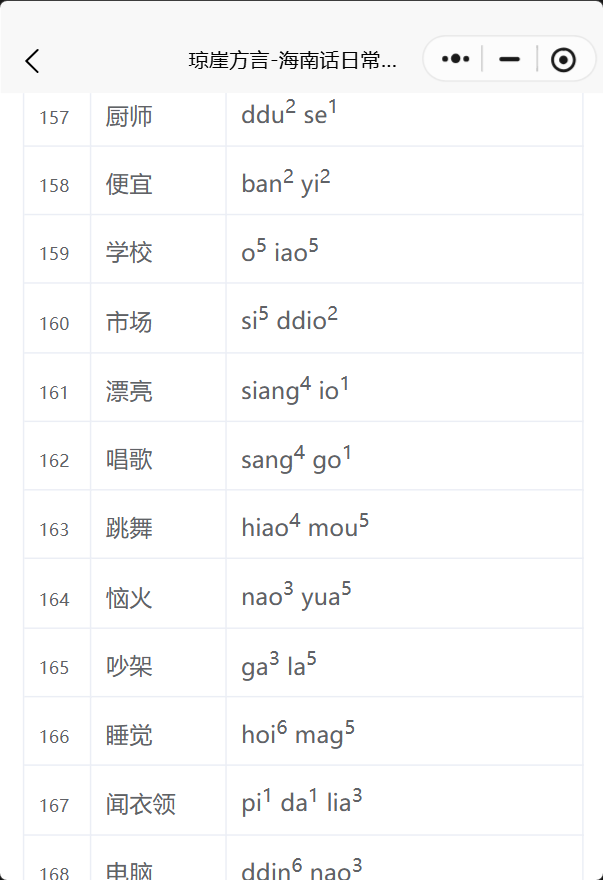 琼崖方言-海南话日常...
157 厨师 ddu² se¹
158 便宜 ban² yi²
159 学校 o⁵ iao⁵
160 市场 si⁵ ddio²
161 漂亮 siang⁴ io¹
162 唱歌 sang⁴ go¹
163 跳舞 hiao⁴ mou⁵
164 恼火 nao³ yua⁵
165 吵架 ga³ la⁵
166 睡觉 hoi⁶ mag⁵
167 闻衣领 pi¹ da¹ lia³
168 电脑 ddin⁶ nao³